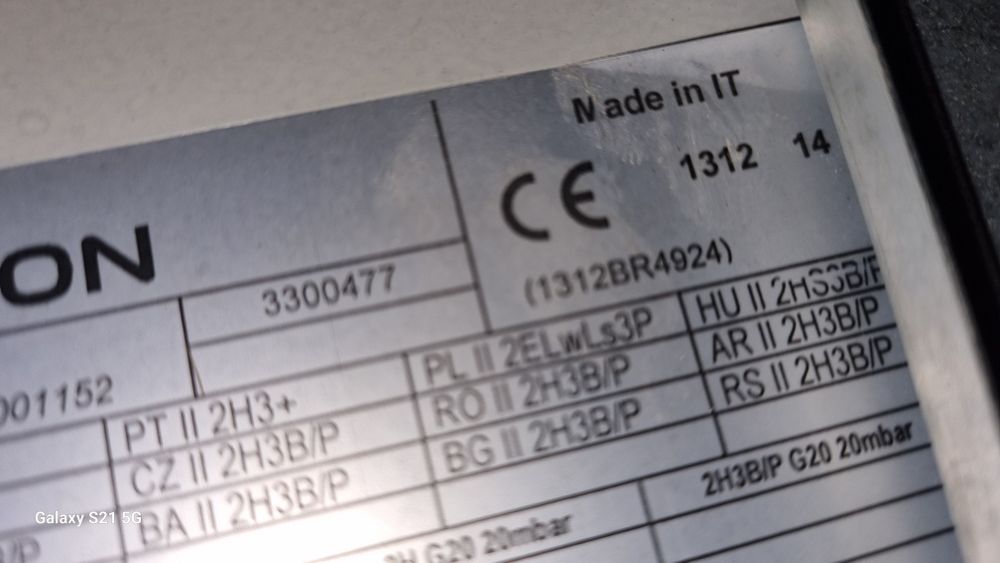 Made in IT
1312 14
CE
ON
(1312BR4924)
3300477
001152
PT II 2H3+
PL II 2ELwLs3P
HU II 2HS3B/P
CZ II 2H3B/P
RO II 2H3B/P
AR II 2H3B/P
BA II 2H3B/P
BG II 2H3B/P
RS II 2H3B/P
B/P
2H G20 20mbar
2H3B/P G20 20mbar
Galaxy S21 5G